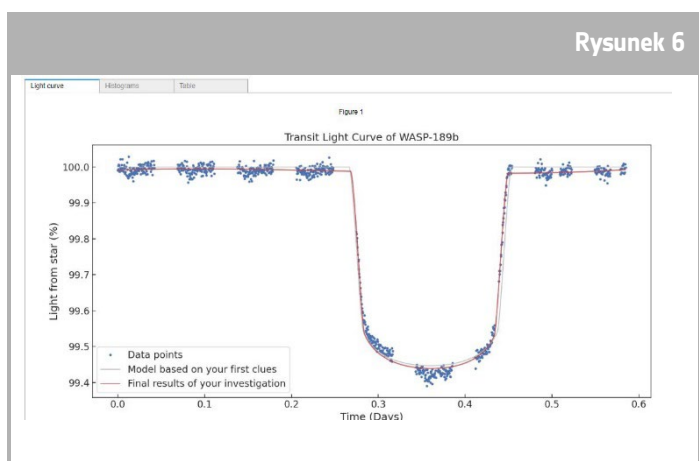 Rysunek 6
Light curve Histograms Table
Figure 1
Transit Light Curve of WASP-189b
Light from star (%)
100.0
99.9
99.8
99.7
99.6
99.5
99.4
Data points
Model based on your first clues
Final results of your investigation
0.0 0.1 0.2 0.3 0.4 0.5 0.6
Time (Days)